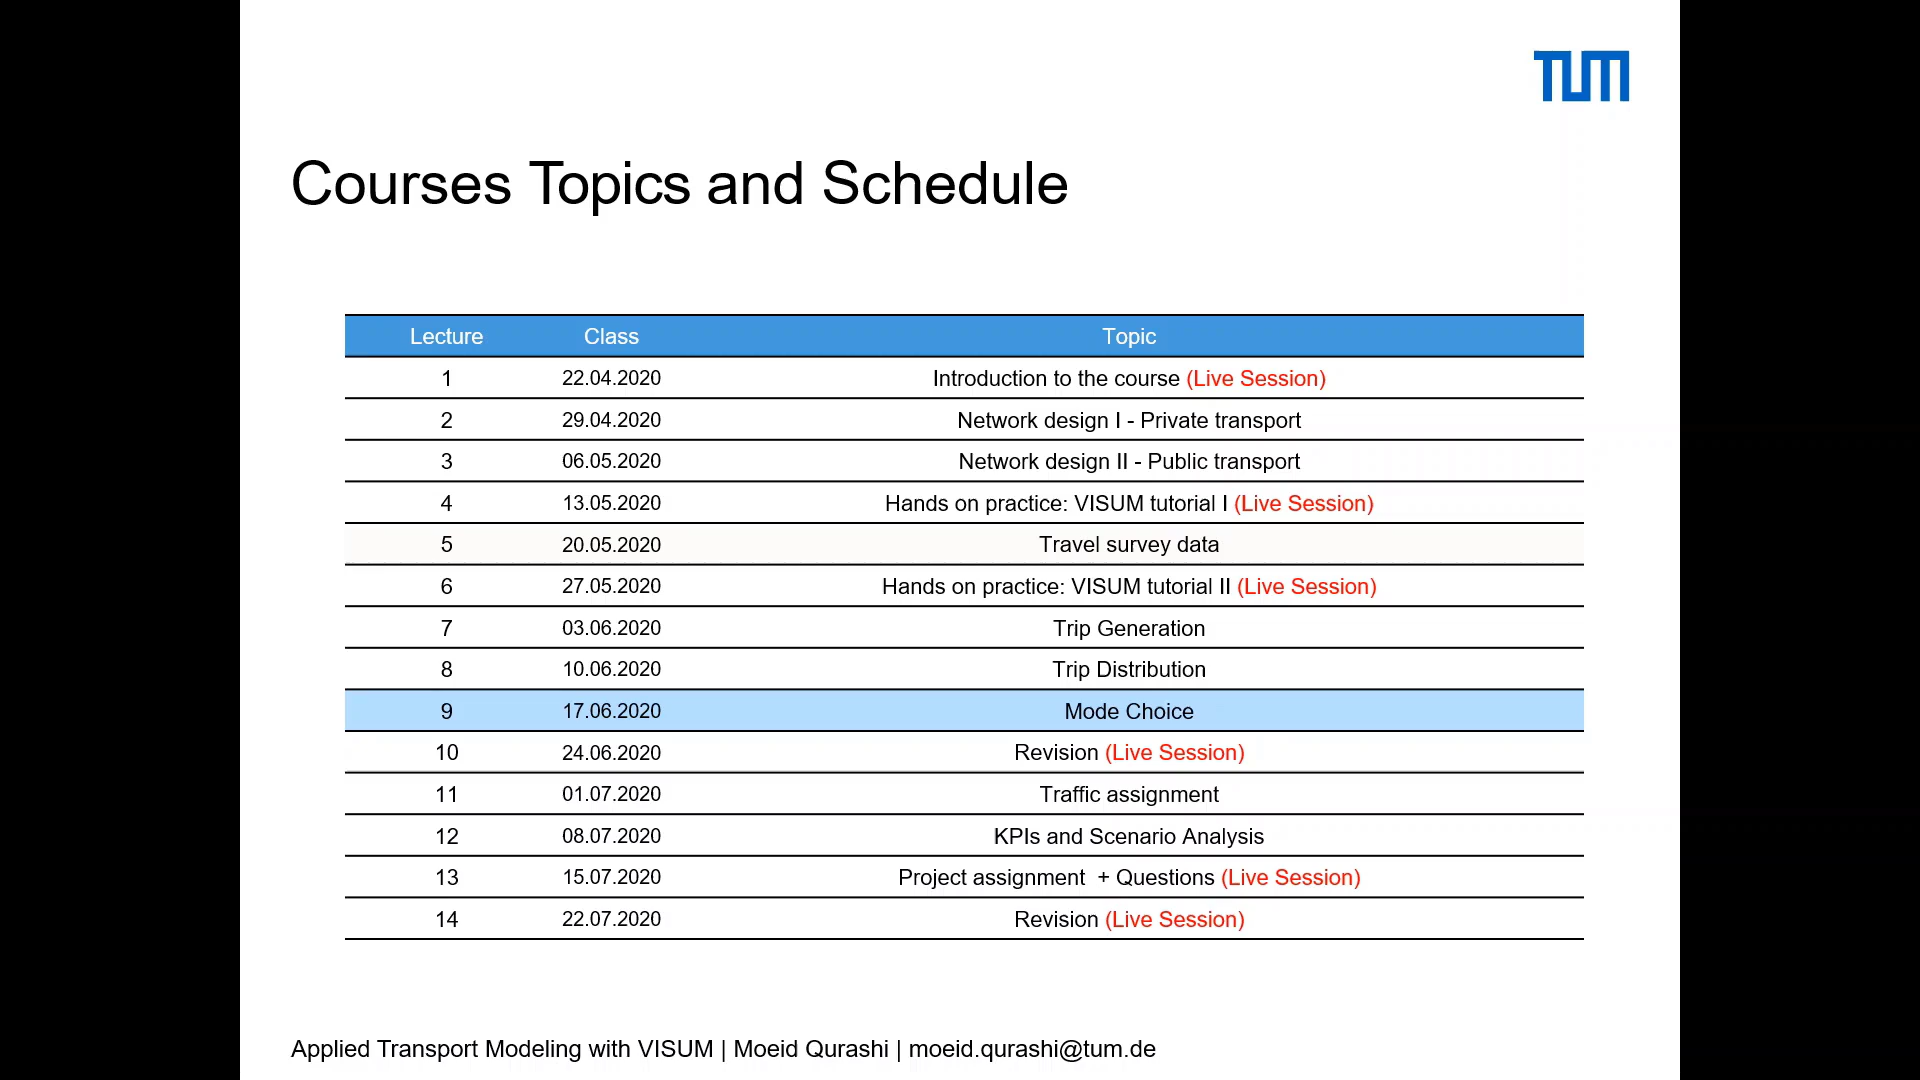 TUM
Courses Topics and Schedule
Lecture Class Topic
1 22.04.2020 Introduction to the course (Live Session)
2 29.04.2020 Network design I - Private transport
3 06.05.2020 Network design II - Public transport
4 13.05.2020 Hands on practice: VISUM tutorial I (Live Session)
5 20.05.2020 Travel survey data
6 27.05.2020 Hands on practice: VISUM tutorial II (Live Session)
7 03.06.2020 Trip Generation
8 10.06.2020 Trip Distribution
9 17.06.2020 Mode Choice
10 24.06.2020 Revision (Live Session)
11 01.07.2020 Traffic assignment
12 08.07.2020 KPIs and Scenario Analysis
13 15.07.2020 Project assignment + Questions (Live Session)
14 22.07.2020 Revision (Live Session)
Applied Transport Modeling with VISUM | Moeid Qurashi | moeid.qurashi@tum.de